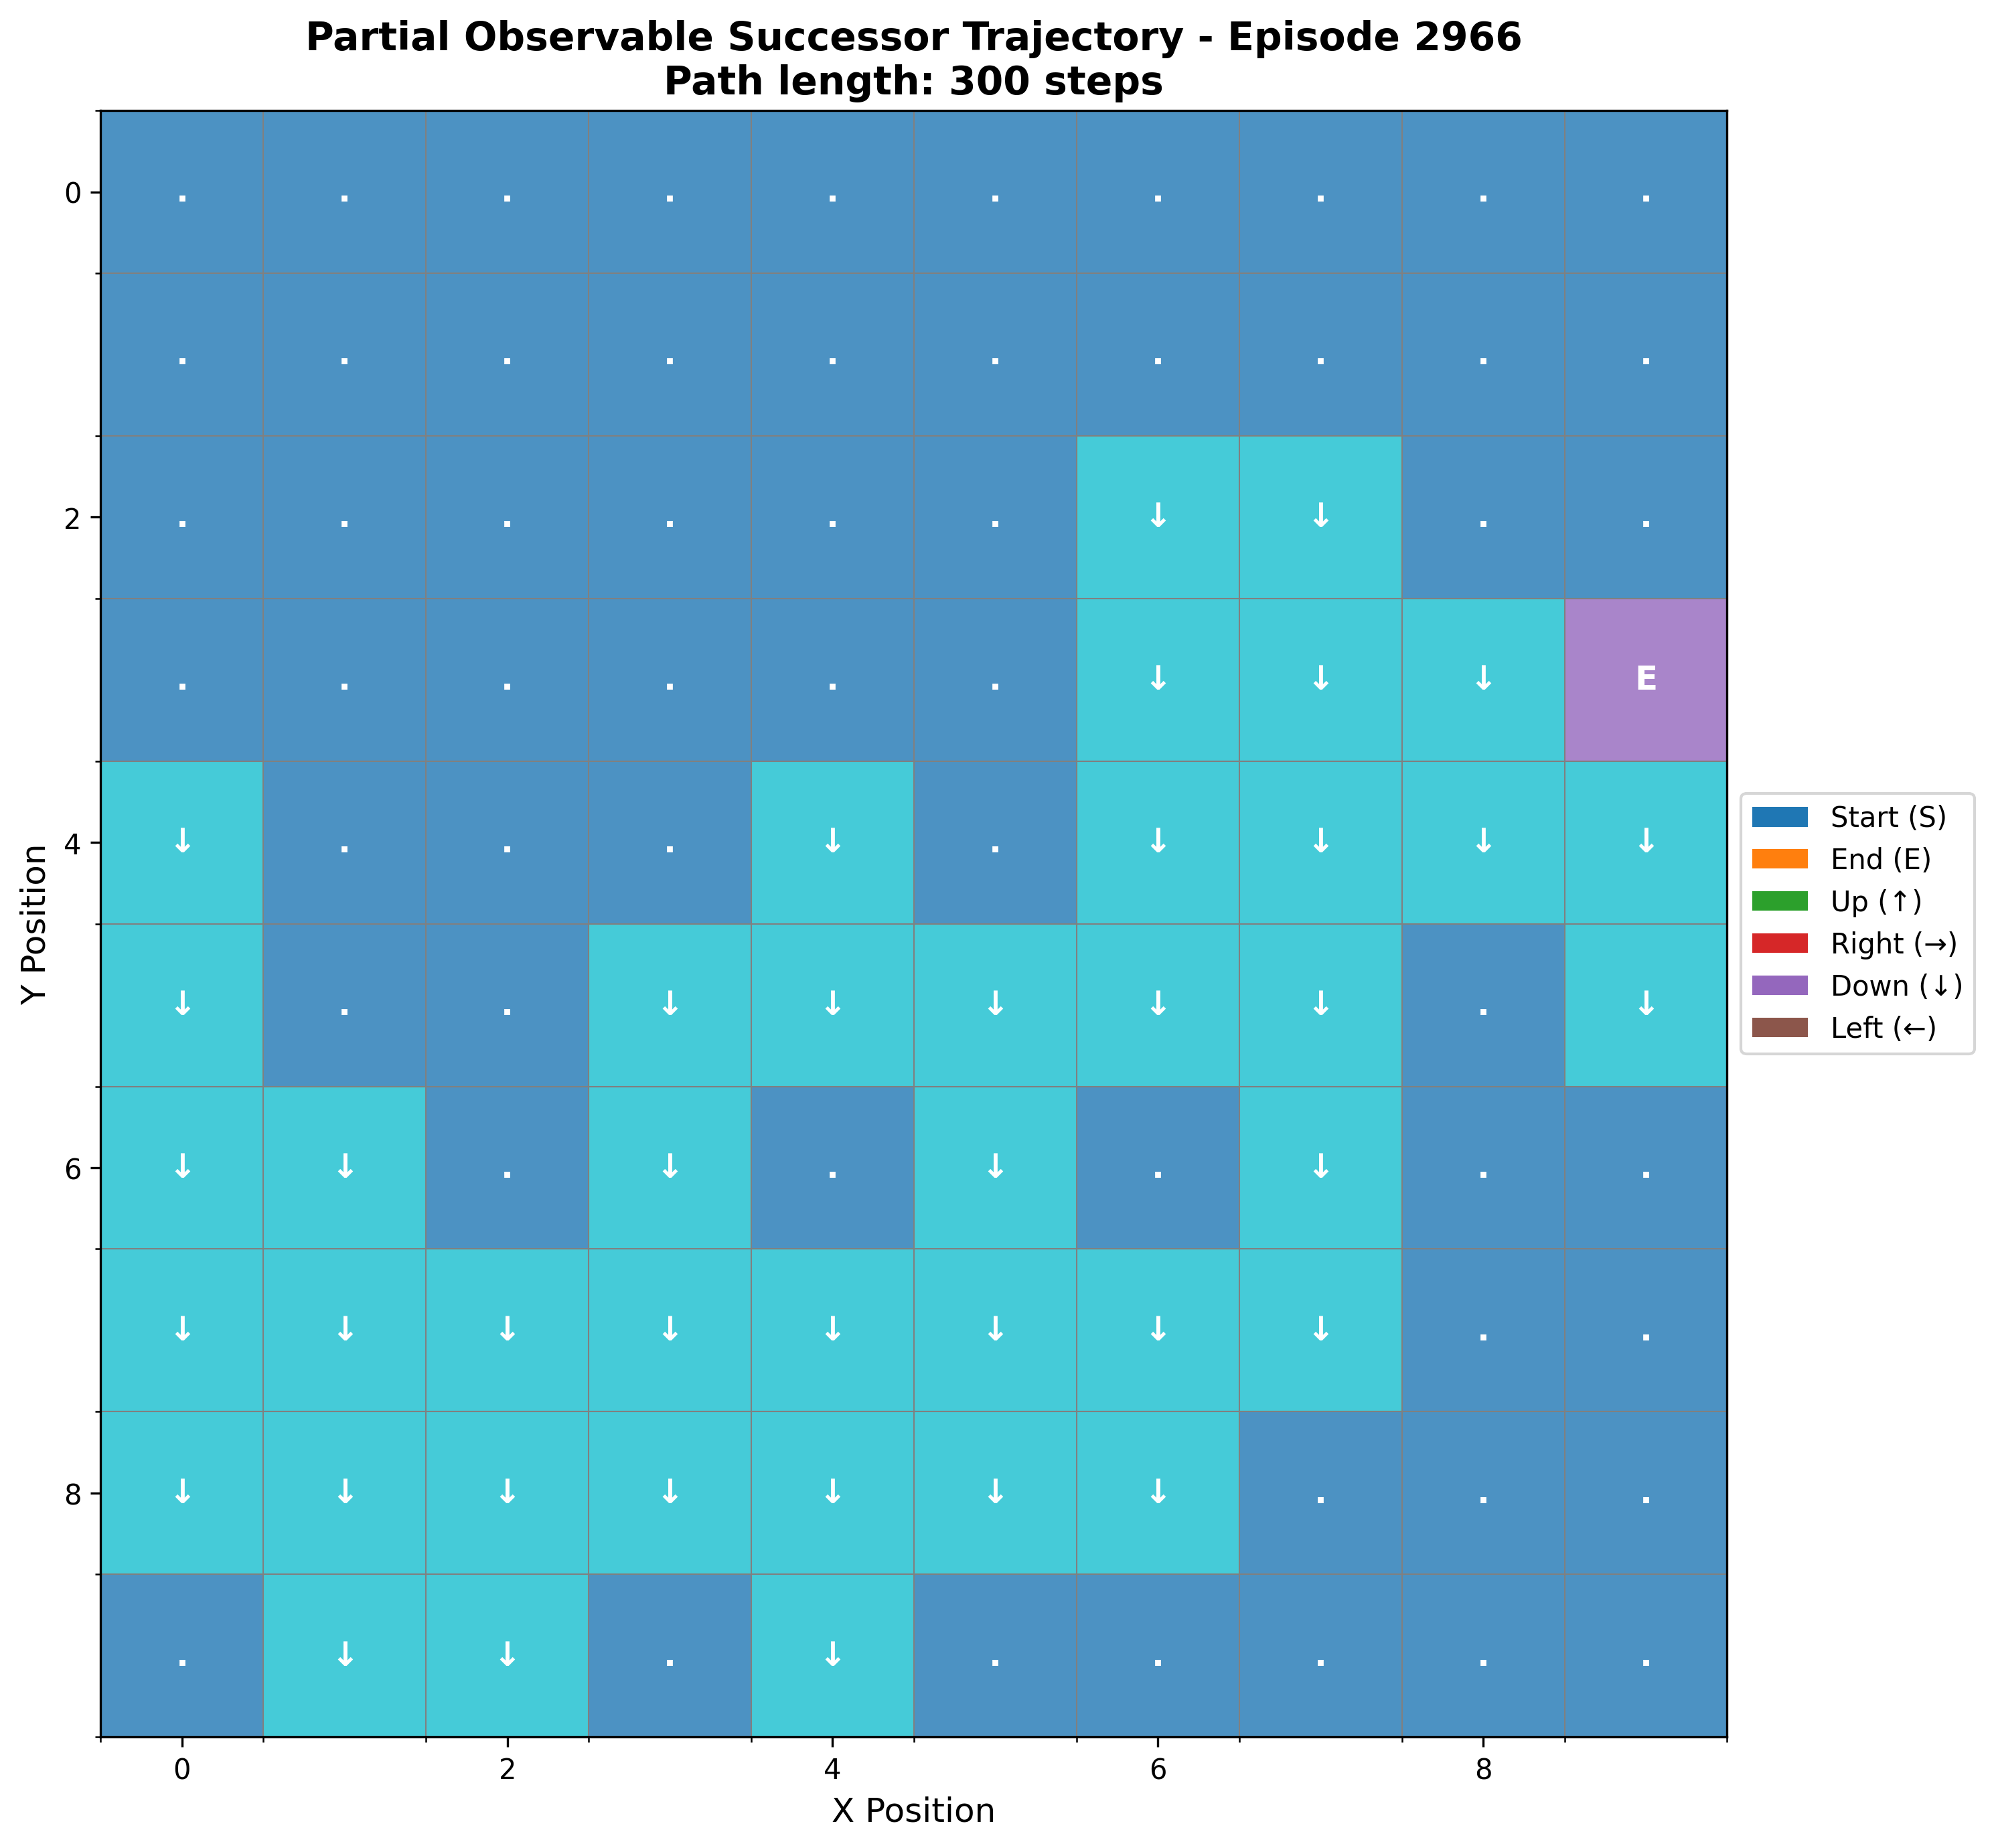 Partial Observable Successor Trajectory - Episode 2966
Path length: 300 steps
0 . . . . . . . . . .
. . . . . . . . . .
2 . . . . . . ↓ ↓ . .
. . . . . . ↓ ↓ ↓ E
4 ↓ . . . ↓ . ↓ ↓ ↓ ↓
↓ . . ↓ ↓ ↓ ↓ ↓ . ↓
6 ↓ ↓ . ↓ . ↓ . ↓ . .
↓ ↓ ↓ ↓ ↓ ↓ ↓ ↓ . .
8 ↓ ↓ ↓ ↓ ↓ ↓ ↓ . . .
. ↓ ↓ . ↓ . . . . .
0 2 4 6 8
X Position
Y Position
Start (S)
End (E)
Up (↑)
Right (→)
Down (↓)
Left (←)